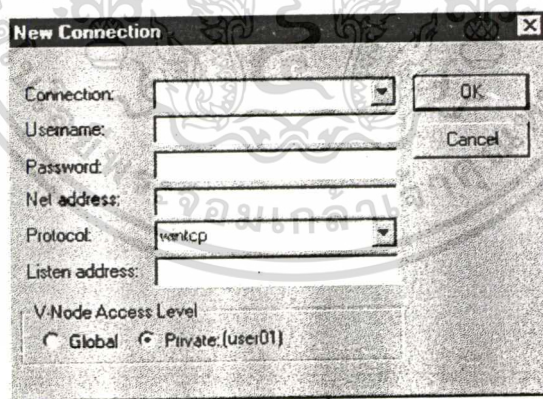 New Connection
Connection:
OK
Username:
Cancel
Password:
Net address:
Protocol: wintcp
Listen address:
V-Node Access Level
Global Private:(user01)